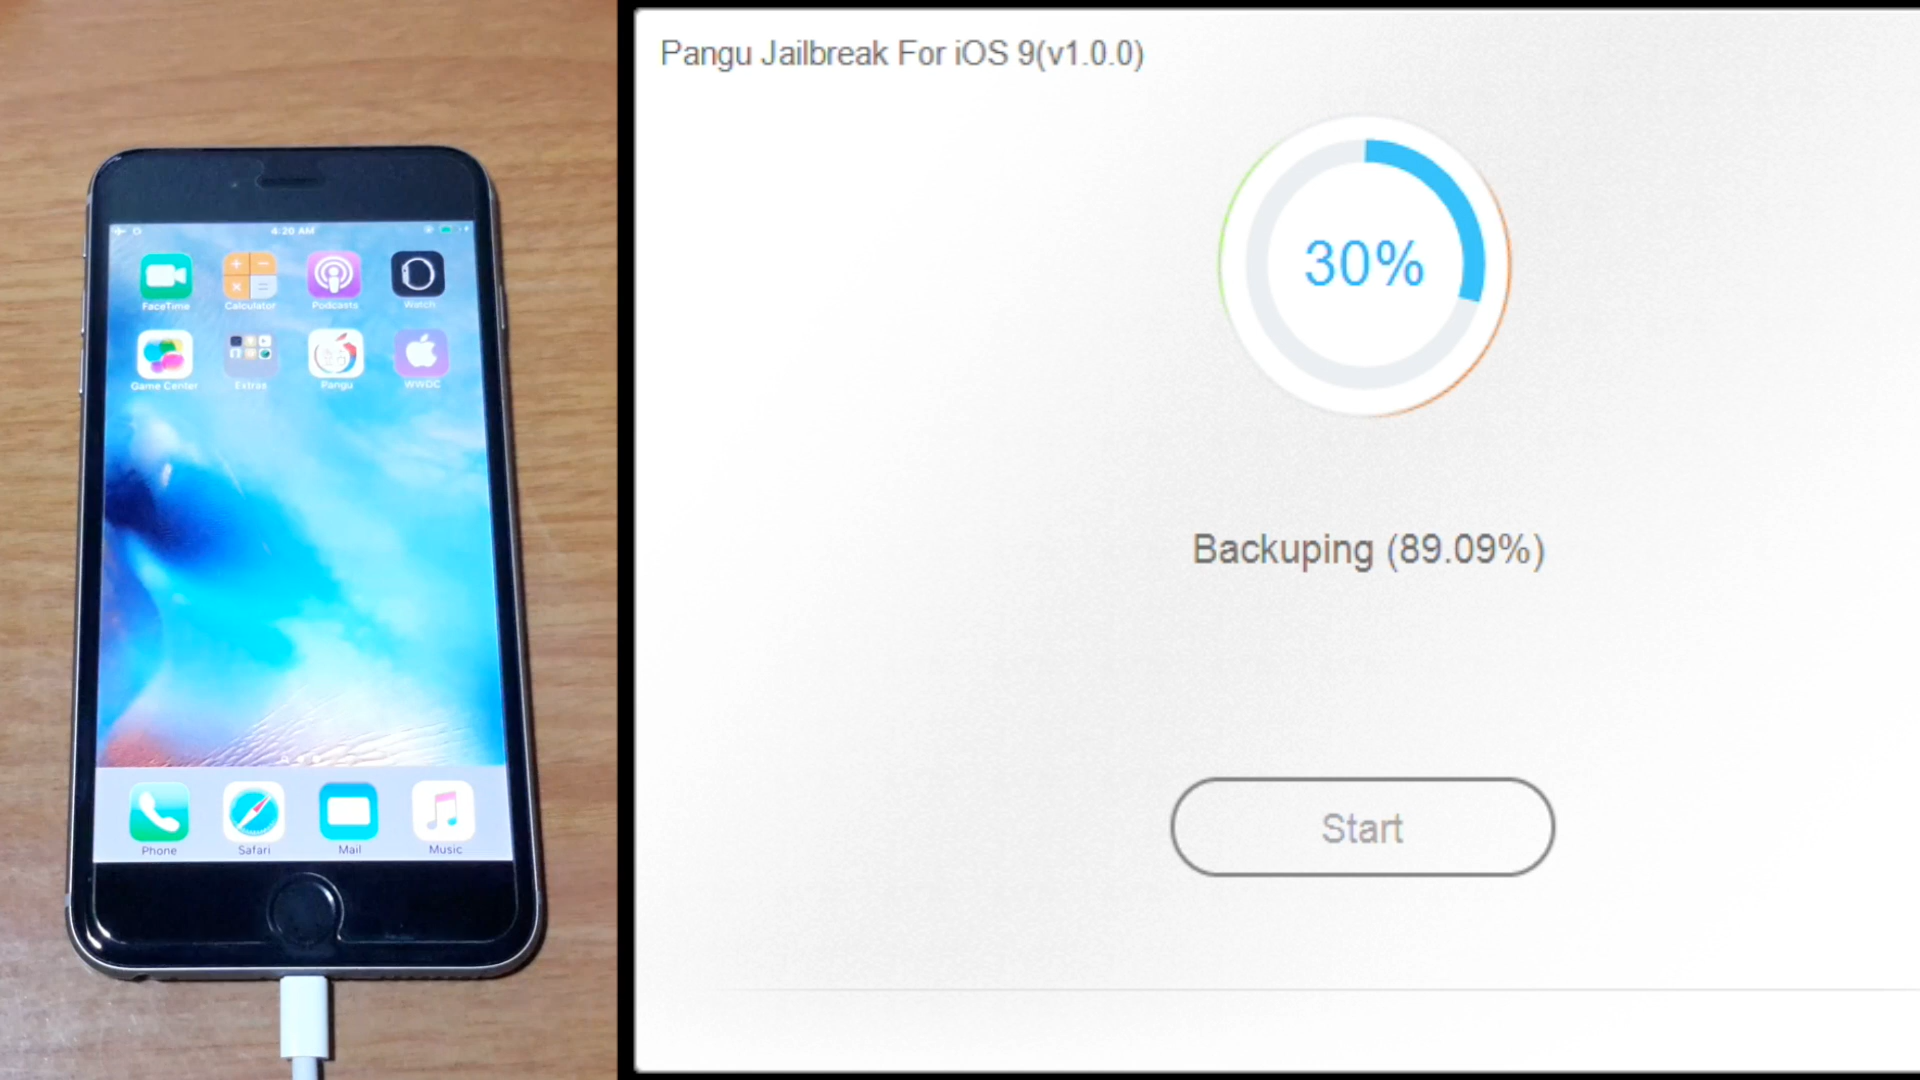 4:20 AM
FaceTime
Calculator
Podcasts
Watch
Game Center
Extras
Pangu
WWDC
Phone
Safari
Mail
Music
Pangu Jailbreak For iOS 9(v1.0.0)
30%
Backuping (89.09%)
Start